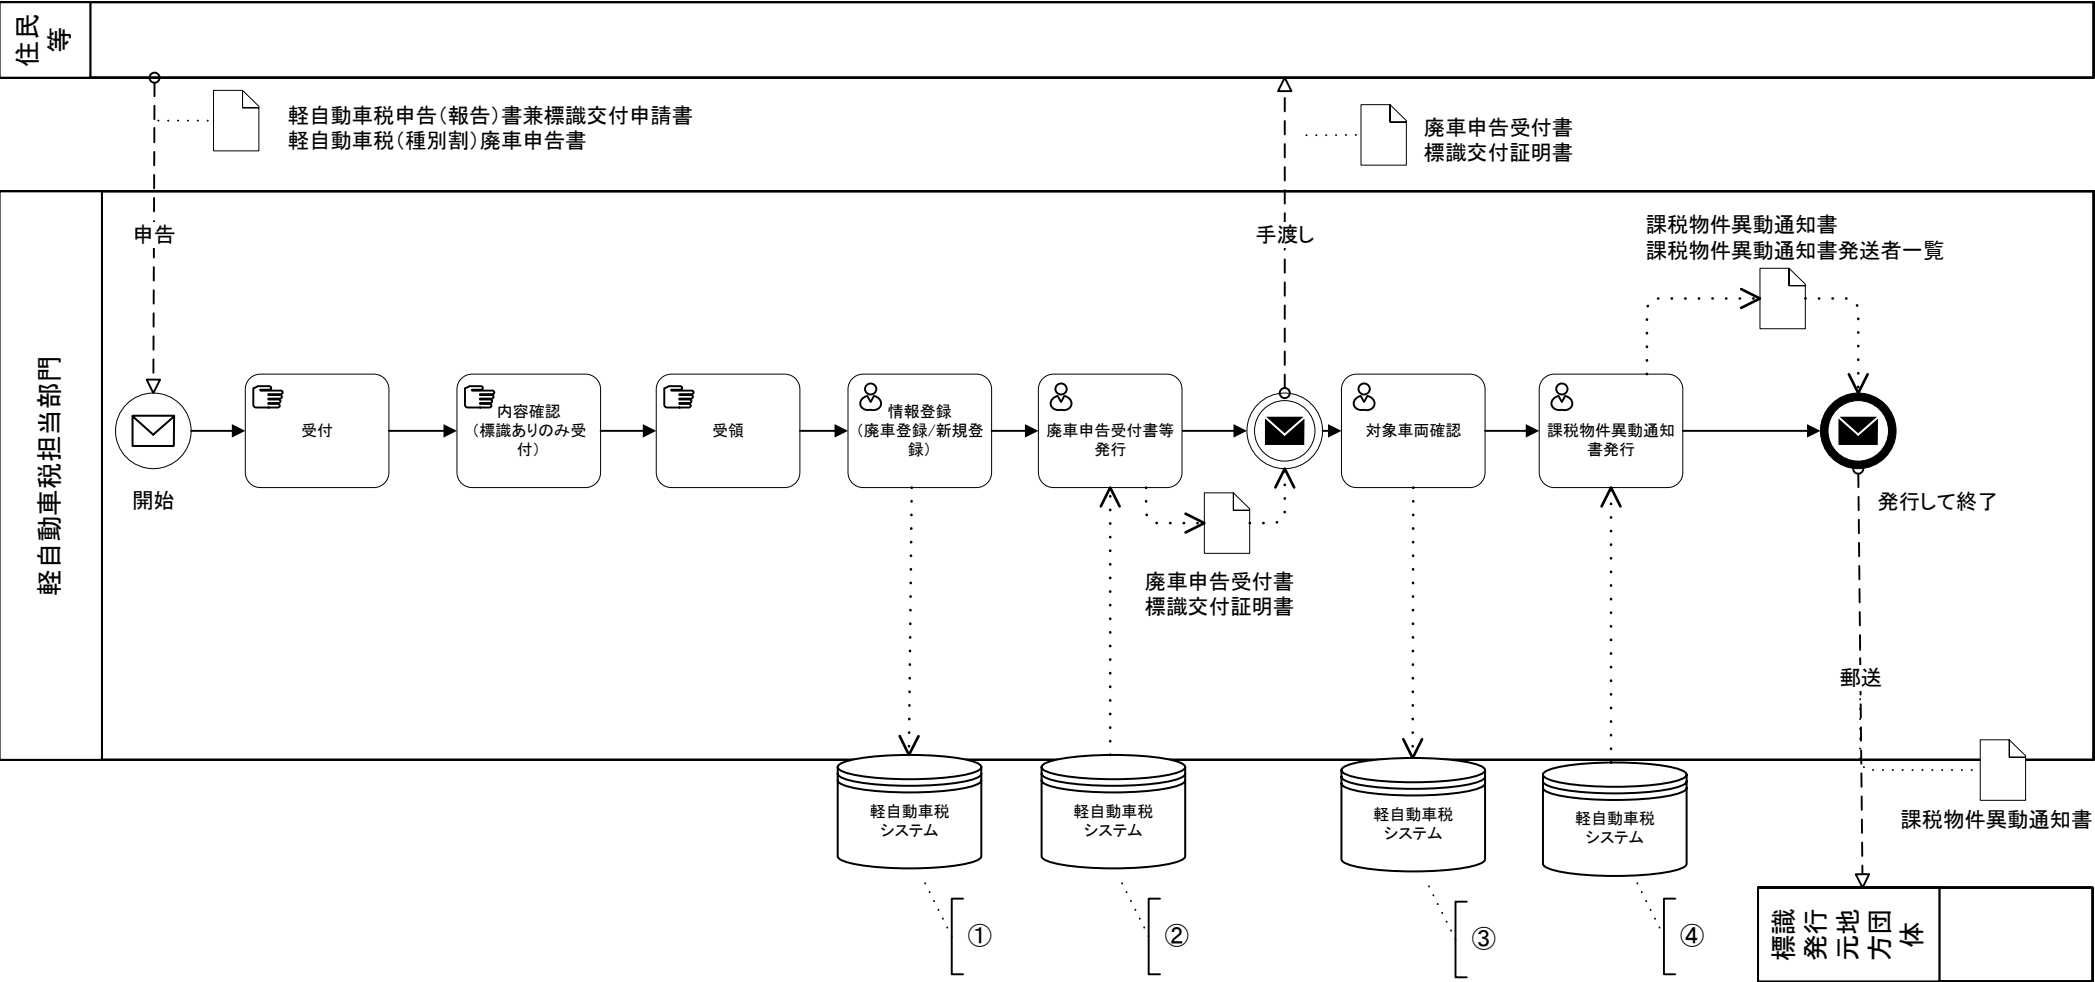 住民
等
軽自動車税申告（報告）書兼標識交付申請書
軽自動車税（種別割）廃車申告書
廃車申告受付書
標識交付証明書
軽自動車税担当部門
申告
手渡し
課税物件異動通知書
課税物件異動通知書発送者一覧
開始
受付
内容確認
（標識ありのみ受
付）
受領
情報登録
（廃車登録/新規登
録）
廃車申告受付書等
発行
対象車両確認
課税物件異動通知
書発行
発行して終了
廃車申告受付書
標識交付証明書
郵送
軽自動車税
システム
軽自動車税
システム
軽自動車税
システム
軽自動車税
システム
課税物件異動通知書
①
②
③
④
標識
発行
元地
方団
体